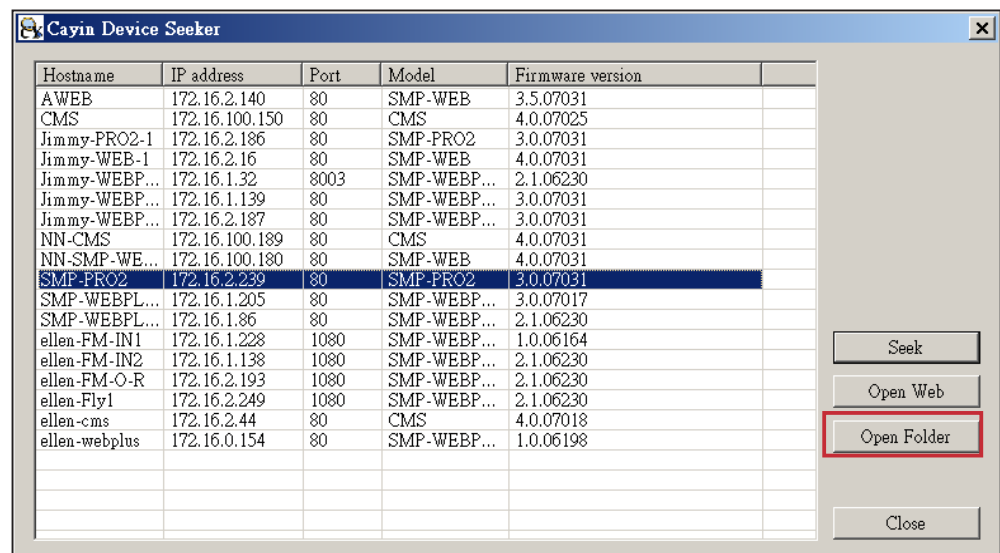 Cayin Device Seeker
Hostname IP address Port Model Firmware version
AWEB 172.16.2.140 80 SMP-WEB 3.5.07031
CMS 172.16.100.150 80 CMS 4.0.07025
Jimmy-PRO2-1 172.16.2.186 80 SMP-PRO2 3.0.07031
Jimmy-WEB-1 172.16.2.16 80 SMP-WEB 4.0.07031
Jimmy-WEBP... 172.16.1.32 8003 SMP-WEBP... 2.1.06230
Jimmy-WEBP... 172.16.1.139 80 SMP-WEBP... 3.0.07031
Jimmy-WEBP... 172.16.2.187 80 SMP-WEBP... 3.0.07031
NN-CMS 172.16.100.189 80 CMS 4.0.07031
NN-SMP-WE... 172.16.100.180 80 SMP-WEB 4.0.07031
SMP-PRO2 172.16.2.239 80 SMP-PRO2 3.0.07031
SMP-WEBPL... 172.16.1.205 80 SMP-WEBP... 3.0.07017
SMP-WEBPL... 172.16.1.86 80 SMP-WEBP... 2.1.06230
ellen-FM-IN1 172.16.1.228 1080 SMP-WEBP... 1.0.06164
ellen-FM-IN2 172.16.1.138 1080 SMP-WEBP... 2.1.06230
ellen-FM-O-R 172.16.2.193 1080 SMP-WEBP... 2.1.06230
ellen-Fly1 172.16.2.249 1080 SMP-WEBP... 2.1.06230
ellen-cms 172.16.2.44 80 CMS 4.0.07018
ellen-webplus 172.16.0.154 80 SMP-WEBP... 1.0.06198
Seek
Open Web
Open Folder
Close